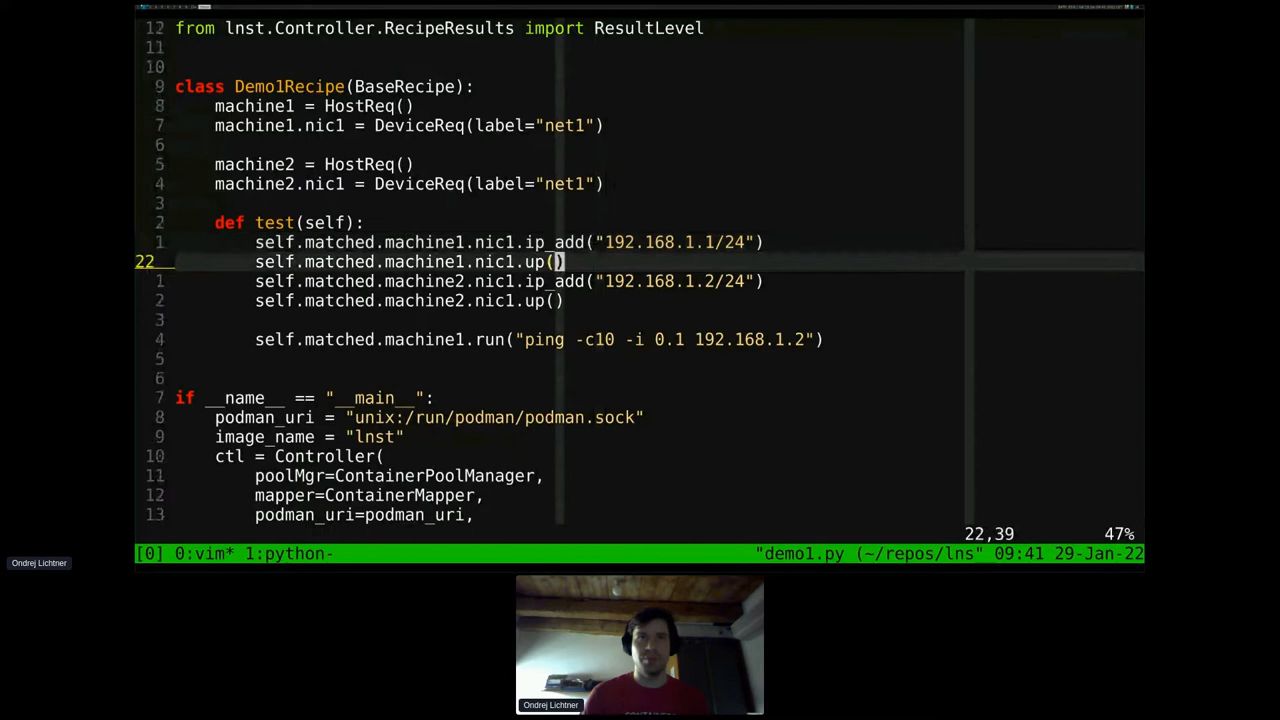 12 from lnst.Controller.RecipeResults import ResultLevel
11
10
9 class Demo1Recipe(BaseRecipe):
8 machine1 = HostReq()
7 machine1.nic1 = DeviceReq(label="net1")
6
5 machine2 = HostReq()
4 machine2.nic1 = DeviceReq(label="net1")
3
2 def test(self):
1 self.matched.machine1.nic1.ip_add("192.168.1.1/24")
22 self.matched.machine1.nic1.up()
1 self.matched.machine2.nic1.ip_add("192.168.1.2/24")
2 self.matched.machine2.nic1.up()
3
4 self.matched.machine1.run("ping -c10 -i 0.1 192.168.1.2")
5
6
7 if __name__ == "__main__":
8 podman_uri = "unix:/run/podman/podman.sock"
9 image_name = "lnst"
10 ctl = Controller(
11 poolMgr=ContainerPoolManager,
12 mapper=ContainerMapper,
13 podman_uri=podman_uri,
22,39 47%
[0] 0:vim* 1:python- "demo1.py (~/repos/lns" 09:41 29-Jan-22
Ondrej Lichtner
Ondrej Lichtner